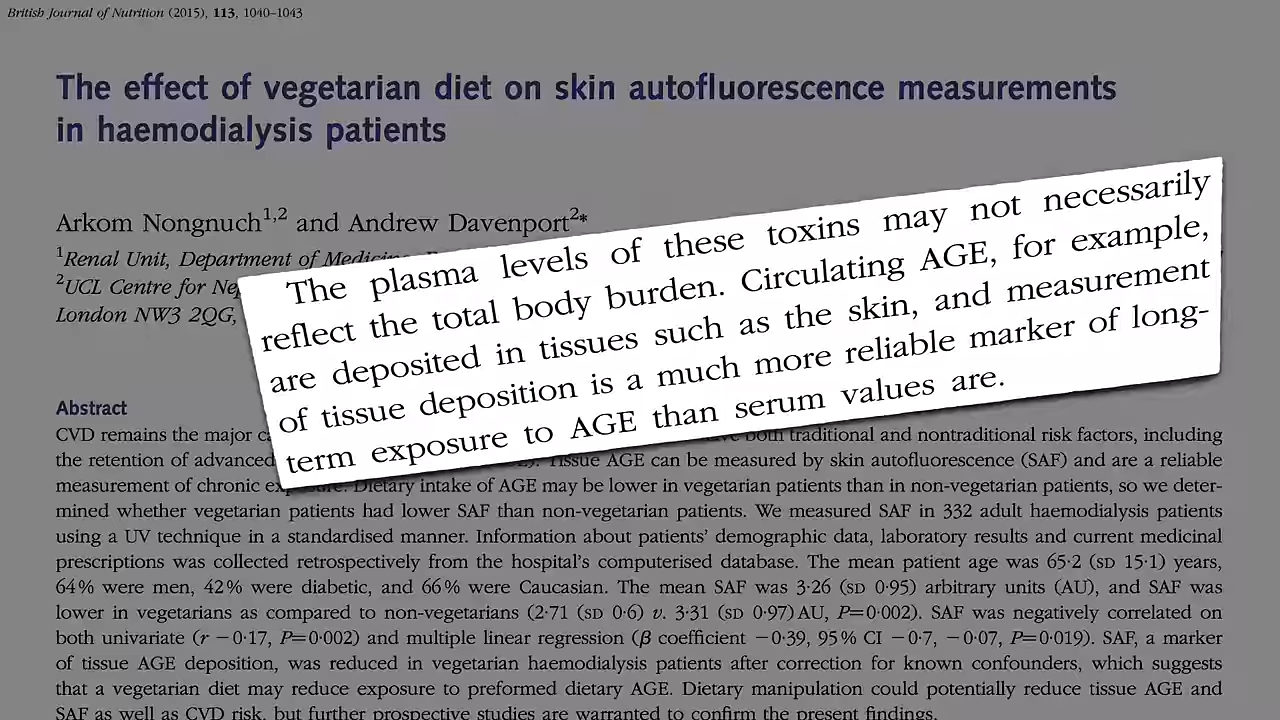 British Journal of Nutrition (2015), 113, 1040–1043
The effect of vegetarian diet on skin autofluorescence measurements
in haemodialysis patients
Arkom Nongnuch1,2 and Andrew Davenport2*
1Renal Unit, Department of Medicine,
2UCL Centre for
London NW3 2QG,
The plasma levels of these toxins may not necessarily
reflect the total body burden. Circulating AGE, for example,
are deposited in tissues such as the skin, and measurement
of tissue deposition is a much more reliable marker of long-
term exposure to AGE than serum values are.
Abstract
CVD remains the major both traditional and nontraditional risk factors, including
the retention of advanced Tissue AGE can be measured by skin autofluorescence (SAF) and are a reliable
measurement of chronic exposure. Dietary intake of AGE may be lower in vegetarian patients than in non-vegetarian patients, so we deter-
mined whether vegetarian patients had lower SAF than non-vegetarian patients. We measured SAF in 332 adult haemodialysis patients
using a UV technique in a standardised manner. Information about patients' demographic data, laboratory results and current medicinal
prescriptions was collected retrospectively from the hospital's computerised database. The mean patient age was 65·2 (SD 15·1) years,
64 % were men, 42 % were diabetic, and 66 % were Caucasian. The mean SAF was 3·26 (SD 0·95) arbitrary units (AU), and SAF was
lower in vegetarians as compared to non-vegetarians (2·71 (SD 0·6) v. 3·31 (SD 0·97) AU, P=0·002). SAF was negatively correlated on
both univariate (r −0·17, P=0·002) and multiple linear regression (β coefficient −0·39, 95 % CI −0·7, −0·07, P=0·019). SAF, a marker
of tissue AGE deposition, was reduced in vegetarian haemodialysis patients after correction for known confounders, which suggests
that a vegetarian diet may reduce exposure to preformed dietary AGE. Dietary manipulation could potentially reduce tissue AGE and
SAF as well as CVD risk, but further prospective studies are warranted to confirm the present findings.